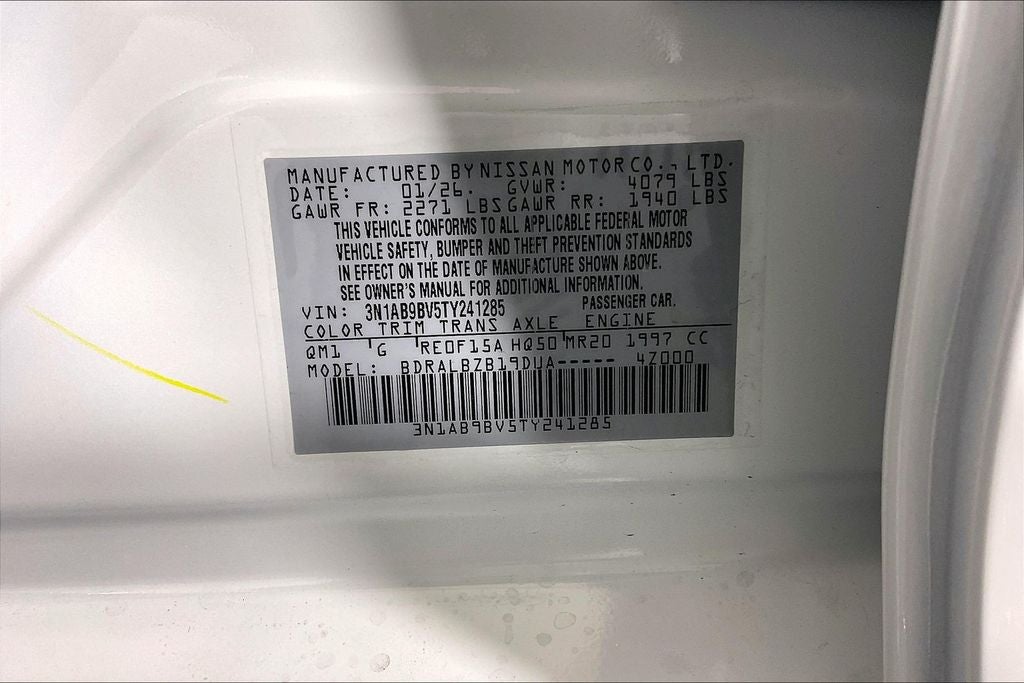 MANUFACTURED BY NISSAN MOTOR CO., LTD.
DATE: 01/26. GVWR: 4079 LBS
GAWR FR: 2271 LBS GAWR RR: 1940 LBS
THIS VEHICLE CONFORMS TO ALL APPLICABLE FEDERAL MOTOR
VEHICLE SAFETY, BUMPER AND THEFT PREVENTION STANDARDS
IN EFFECT ON THE DATE OF MANUFACTURE SHOWN ABOVE.
SEE OWNER'S MANUAL FOR ADDITIONAL INFORMATION.
VIN: 3N1AB9BV5TY241285 PASSENGER CAR.
COLOR TRIM TRANS AXLE ENGINE
QM1 G RE0F15A HQ50 MR20 1997 CC
MODEL: BDRALBZB19DUA----- 4Z000
3N1AB9BV5TY241285